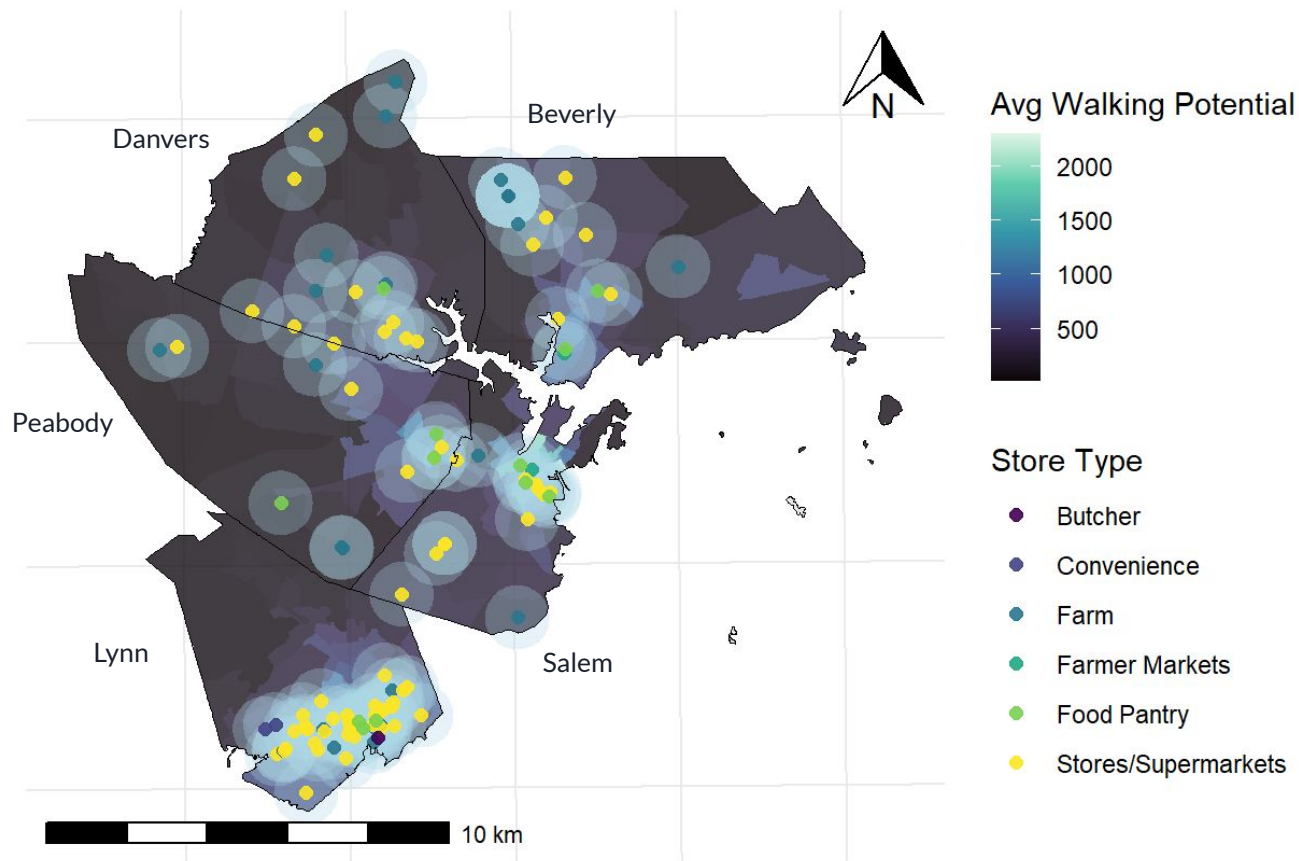 Danvers
Beverly
N
Peabody
Lynn
Salem
10 km
Avg Walking Potential
2000
1500
1000
500
Store Type
Butcher
Convenience
Farm
Farmer Markets
Food Pantry
Stores/Supermarkets